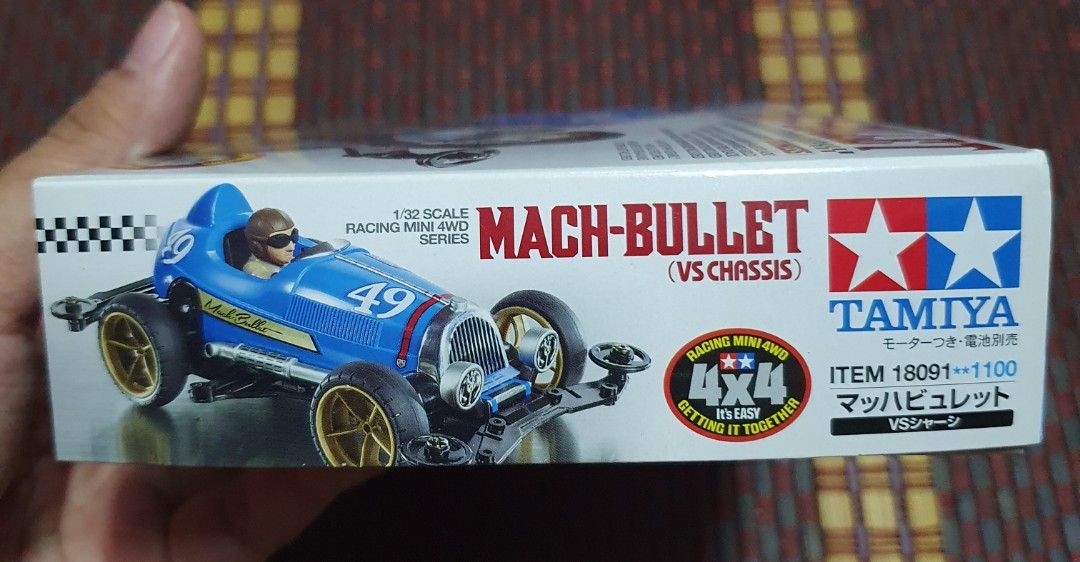 1/32 SCALE
RACING MINI 4WD
SERIES
MACH-BULLET
(VS CHASSIS)
TAMIYA
モーターつき・電池別売
ITEM 18091**1100
マッハビュレット
VSシャーシ
RACING MINI 4WD
4x4
It's EASY
GETTING IT TOGETHER
49
49
Mach-Bullet